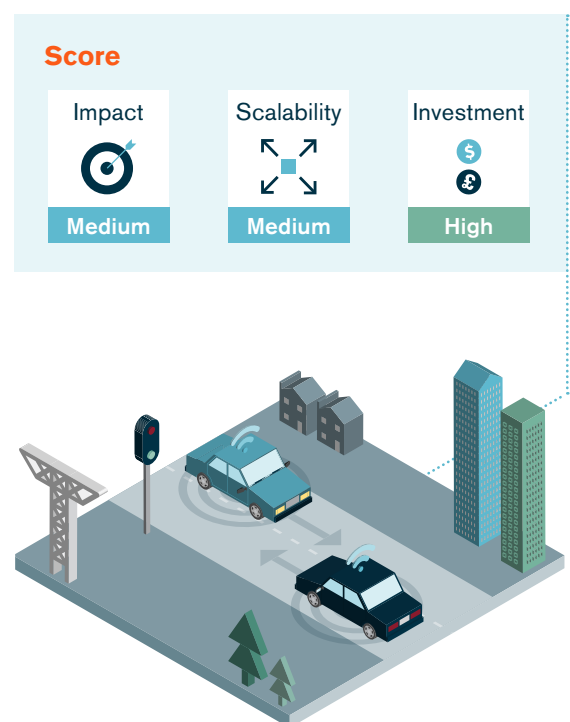 Score
Impact
Scalability
Investment
$
£
Medium
Medium
High